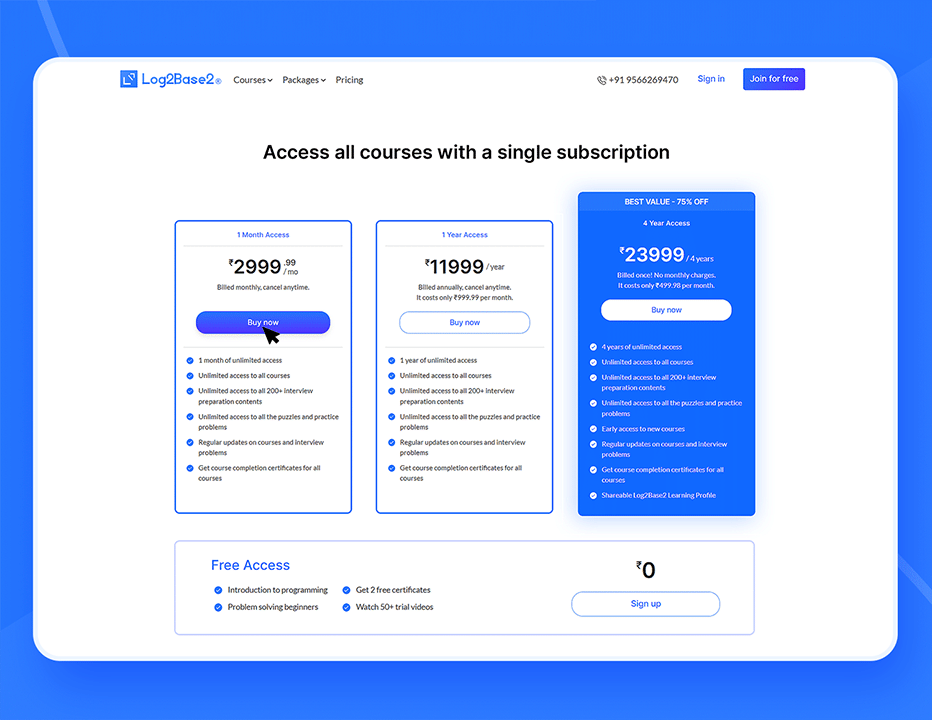 Log2Base2® Courses Packages Pricing +91 9566269470 Sign in Join for free
Access all courses with a single subscription
1 Month Access
₹2999.99/mo
Billed monthly, cancel anytime.
Buy now
1 month of unlimited access
Unlimited access to all courses
Unlimited access to all 200+ interview
preparation contents
Unlimited access to all the puzzles and practice
problems
Regular updates on courses and interview
problems
Get course completion certificates for all
courses
1 Year Access
₹11999/year
Billed annually, cancel anytime.
It costs only ₹999.99 per month.
Buy now
1 year of unlimited access
Unlimited access to all courses
Unlimited access to all 200+ interview
preparation contents
Unlimited access to all the puzzles and practice
problems
Regular updates on courses and interview
problems
Get course completion certificates for all
courses
BEST VALUE - 75% OFF
4 Year Access
₹23999/ 4 years
Billed once! No monthly charges.
It costs only ₹499.98 per month.
Buy now
4 years of unlimited access
Unlimited access to all courses
Unlimited access to all 200+ interview
preparation contents
Unlimited access to all the puzzles and practice
problems
Early access to new courses
Regular updates on courses and interview
problems
Get course completion certificates for all
courses
Shareable Log2Base2 Learning Profile
Free Access
Introduction to programming
Problem solving beginners
Get 2 free certificates
Watch 50+ trial videos
₹0
Sign up